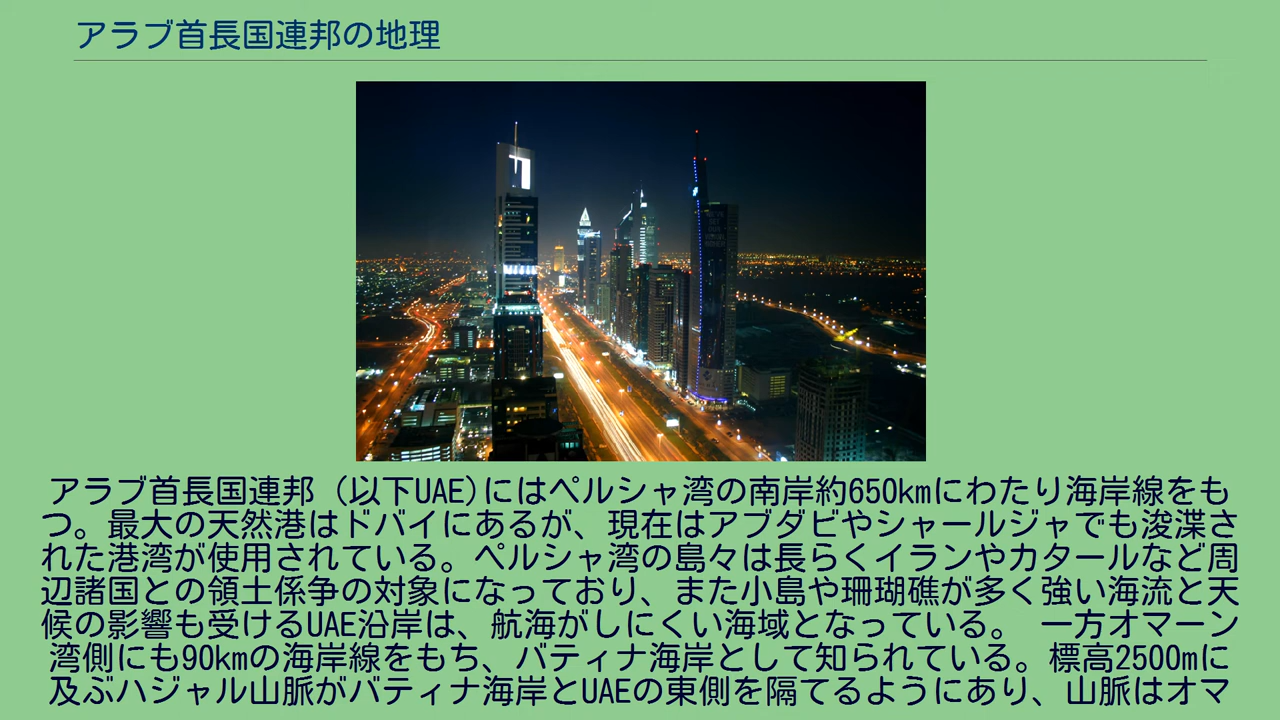 アラブ首長国連邦の地理
アラブ首長国連邦（以下UAE)にはペルシャ湾の南岸約650kmにわたり海岸線をも
つ。最大の天然港はドバイにあるが、現在はアブダビやシャールジャでも浚渫さ
れた港湾が使用されている。ペルシャ湾の島々は長らくイランやカタールなど周
辺諸国との領土係争の対象になっており、また小島や珊瑚礁が多く強い海流と天
候の影響も受けるUAE沿岸は、航海がしにくい海域となっている。　一方オマーン
湾側にも90kmの海岸線をもち、バティナ海岸として知られている。標高2500mに
及ぶハジャル山脈がバティナ海岸とUAEの東側を隔てるようにあり、山脈はオマ